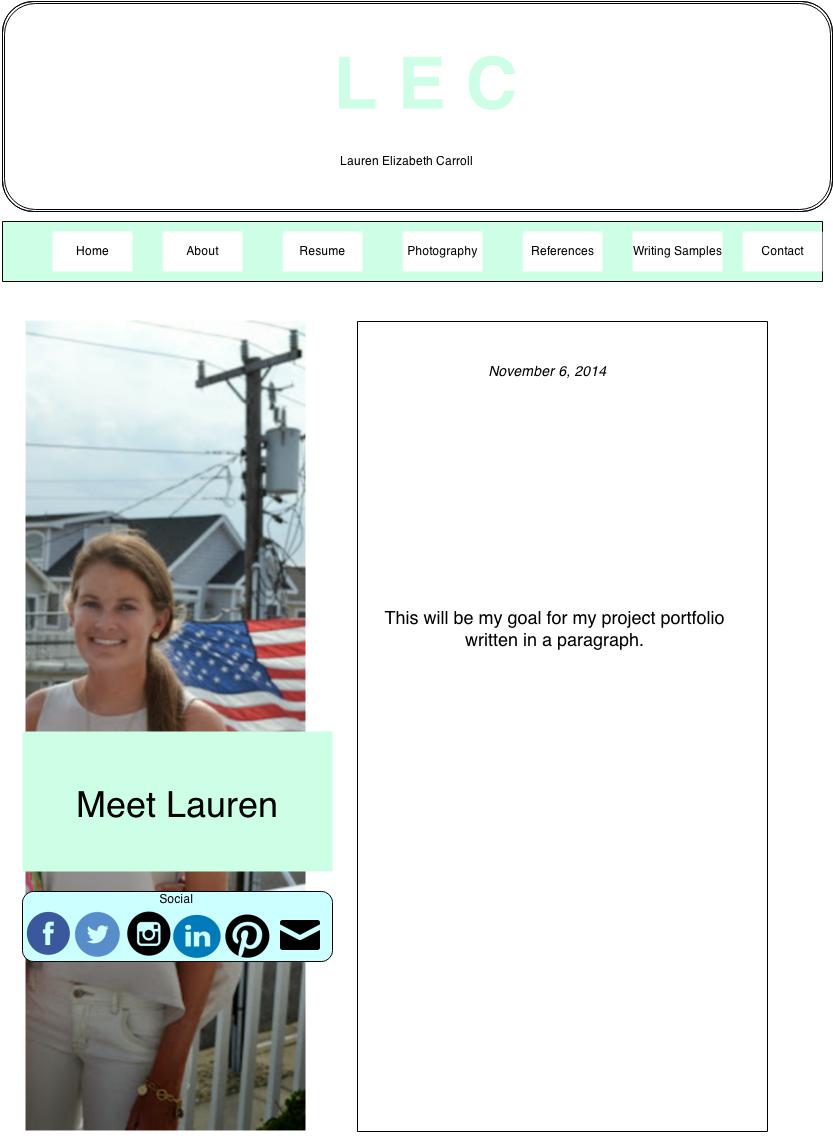 L E C
Lauren Elizabeth Carroll
Home About Resume Photography References Writing Samples Contact
November 6, 2014
This will be my goal for my project portfolio
written in a paragraph.
Meet Lauren
Social
f in